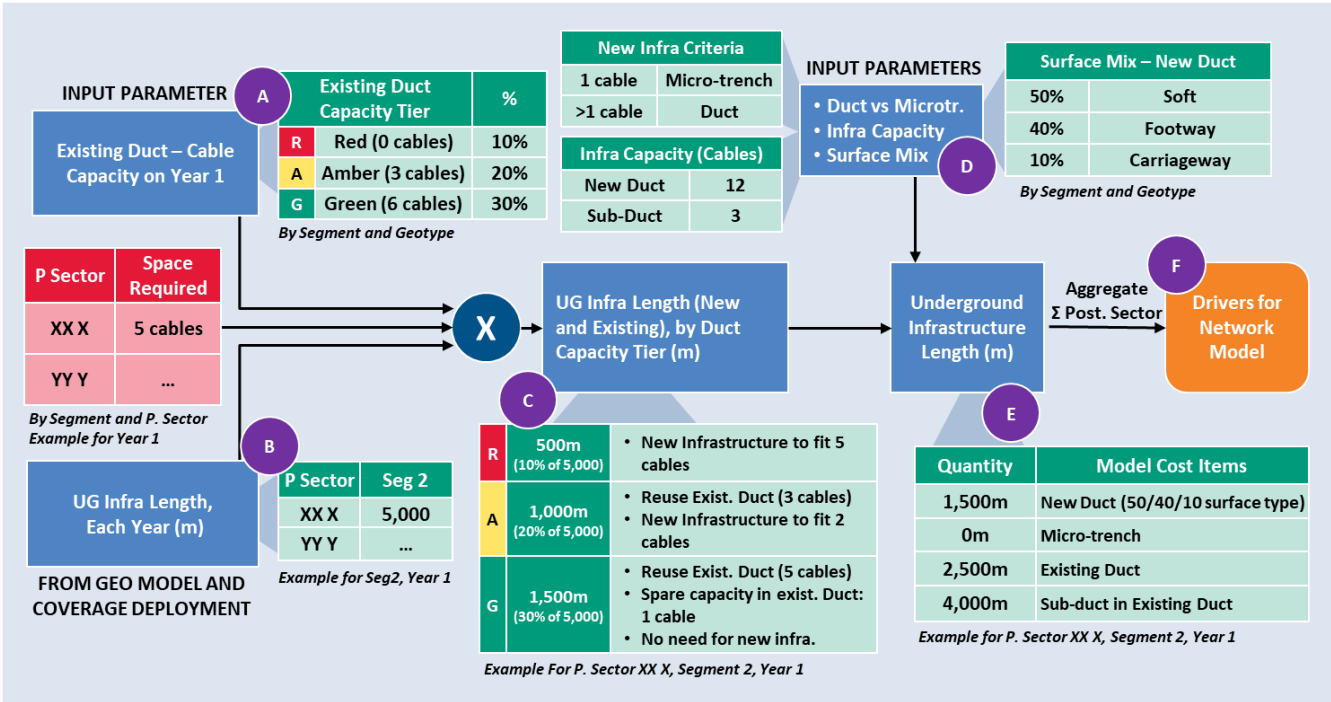 INPUT PARAMETER
A
Existing Duct – Cable
Capacity on Year 1
Existing Duct
Capacity Tier
%
R
Red (0 cables)
10%
A
Amber (3 cables)
20%
G
Green (6 cables)
30%
By Segment and Geotype
New Infra Criteria
1 cable
Micro-trench
>1 cable
Duct
Infra Capacity (Cables)
New Duct
12
Sub-Duct
3
INPUT PARAMETERS
• Duct vs Microtr.
• Infra Capacity
• Surface Mix
D
Surface Mix – New Duct
50%
Soft
40%
Footway
10%
Carriageway
By Segment and Geotype
P Sector
Space
Required
XX X
5 cables
YY Y
...
By Segment and P. Sector
Example for Year 1
X
UG Infra Length (New
and Existing), by Duct
Capacity Tier (m)
Underground
Infrastructure
Length (m)
Aggregate
Σ Post. Sector
F
Drivers for
Network
Model
B
UG Infra Length,
Each Year (m)
P Sector
Seg 2
XX X
5,000
YY Y
...
Example for Seg2, Year 1
FROM GEO MODEL AND
COVERAGE DEPLOYMENT
C
R
500m
(10% of 5,000)
• New Infrastructure to fit 5
cables
A
1,000m
(20% of 5,000)
• Reuse Exist. Duct (3 cables)
• New Infrastructure to fit 2
cables
G
1,500m
(30% of 5,000)
• Reuse Exist. Duct (5 cables)
• Spare capacity in exist. Duct:
1 cable
• No need for new infra.
Example For P. Sector XX X, Segment 2, Year 1
E
Quantity
Model Cost Items
1,500m
New Duct (50/40/10 surface type)
0m
Micro-trench
2,500m
Existing Duct
4,000m
Sub-duct in Existing Duct
Example for P. Sector XX X, Segment 2, Year 1